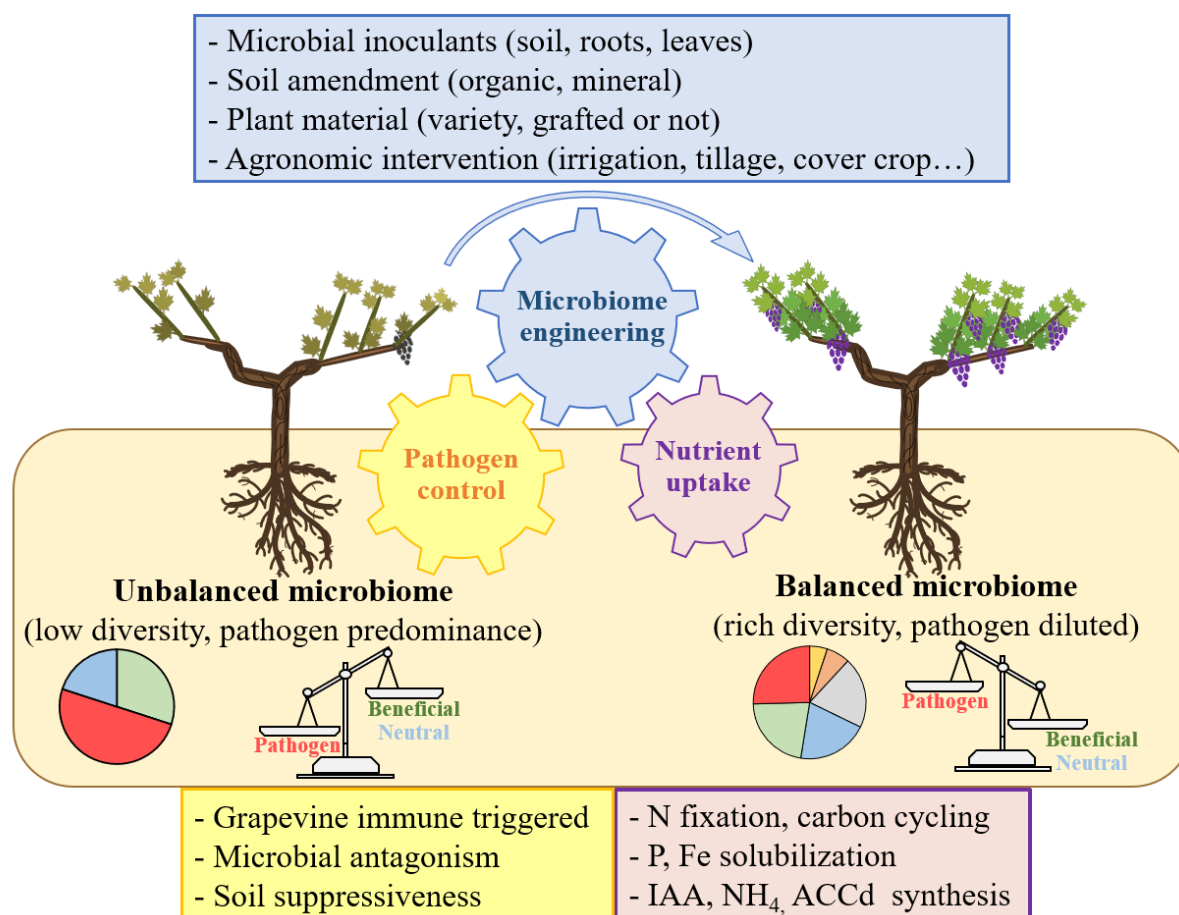 - Microbial inoculants (soil, roots, leaves)
- Soil amendment (organic, mineral)
- Plant material (variety, grafted or not)
- Agronomic intervention (irrigation, tillage, cover crop…)
Microbiome
engineering
Pathogen
control
Nutrient
uptake
Unbalanced microbiome
(low diversity, pathogen predominance)
Pathogen
Beneficial
Neutral
Balanced microbiome
(rich diversity, pathogen diluted)
Pathogen
Beneficial
Neutral
- Grapevine immune triggered
- Microbial antagonism
- Soil suppressiveness
- N fixation, carbon cycling
- P, Fe solubilization
- IAA, NH₄, ACCd synthesis